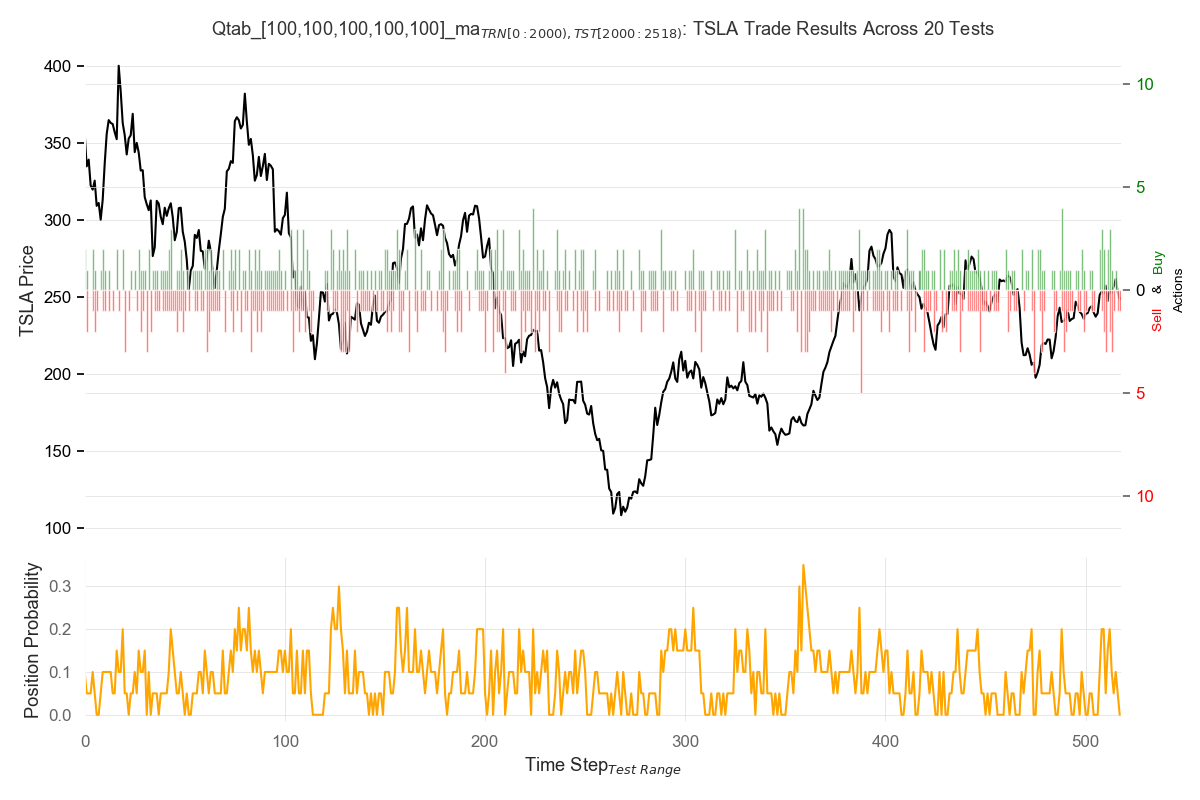 Qtab_[100,100,100,100,100]_ma_TRN[0:2000),TST[2000:2518): TSLA Trade Results Across 20 Tests
TSLA Price
400
350
300
250
200
150
100
10
5
0
5
10
Sell & Buy
Actions
Position Probability
0.3
0.2
0.1
0.0
0 100 200 300 400 500
Time Step Test Range